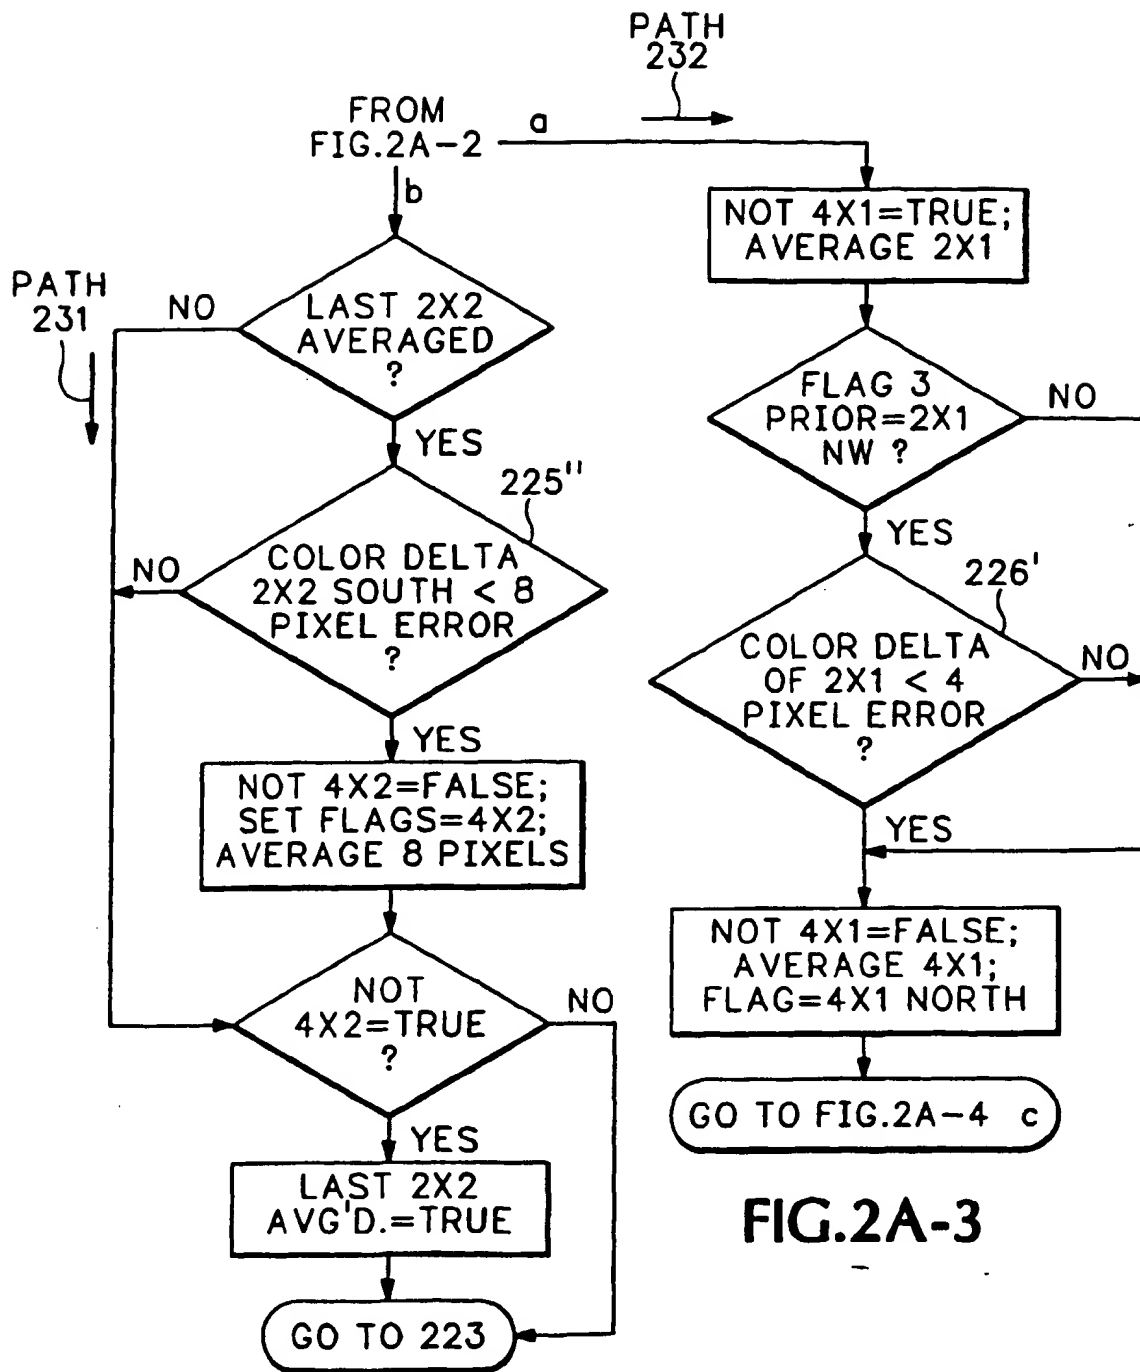 PATH
232
FROM
FIG.2A-2
a
b
NOT 4X1=TRUE;
AVERAGE 2X1
PATH
231
NO
LAST 2X2
AVERAGED
?
YES
FLAG 3
PRIOR=2X1
NW ?
NO
YES
225''
COLOR DELTA
2X2 SOUTH < 8
PIXEL ERROR
?
NO
YES
226'
COLOR DELTA
OF 2X1 < 4
PIXEL ERROR
?
NO
YES
NOT 4X2=FALSE;
SET FLAGS=4X2;
AVERAGE 8 PIXELS
NOT 4X1=FALSE;
AVERAGE 4X1;
FLAG=4X1 NORTH
NOT
4X2=TRUE
?
NO
YES
GO TO FIG.2A-4 c
LAST 2X2
AVG'D.=TRUE
GO TO 223
FIG.2A-3